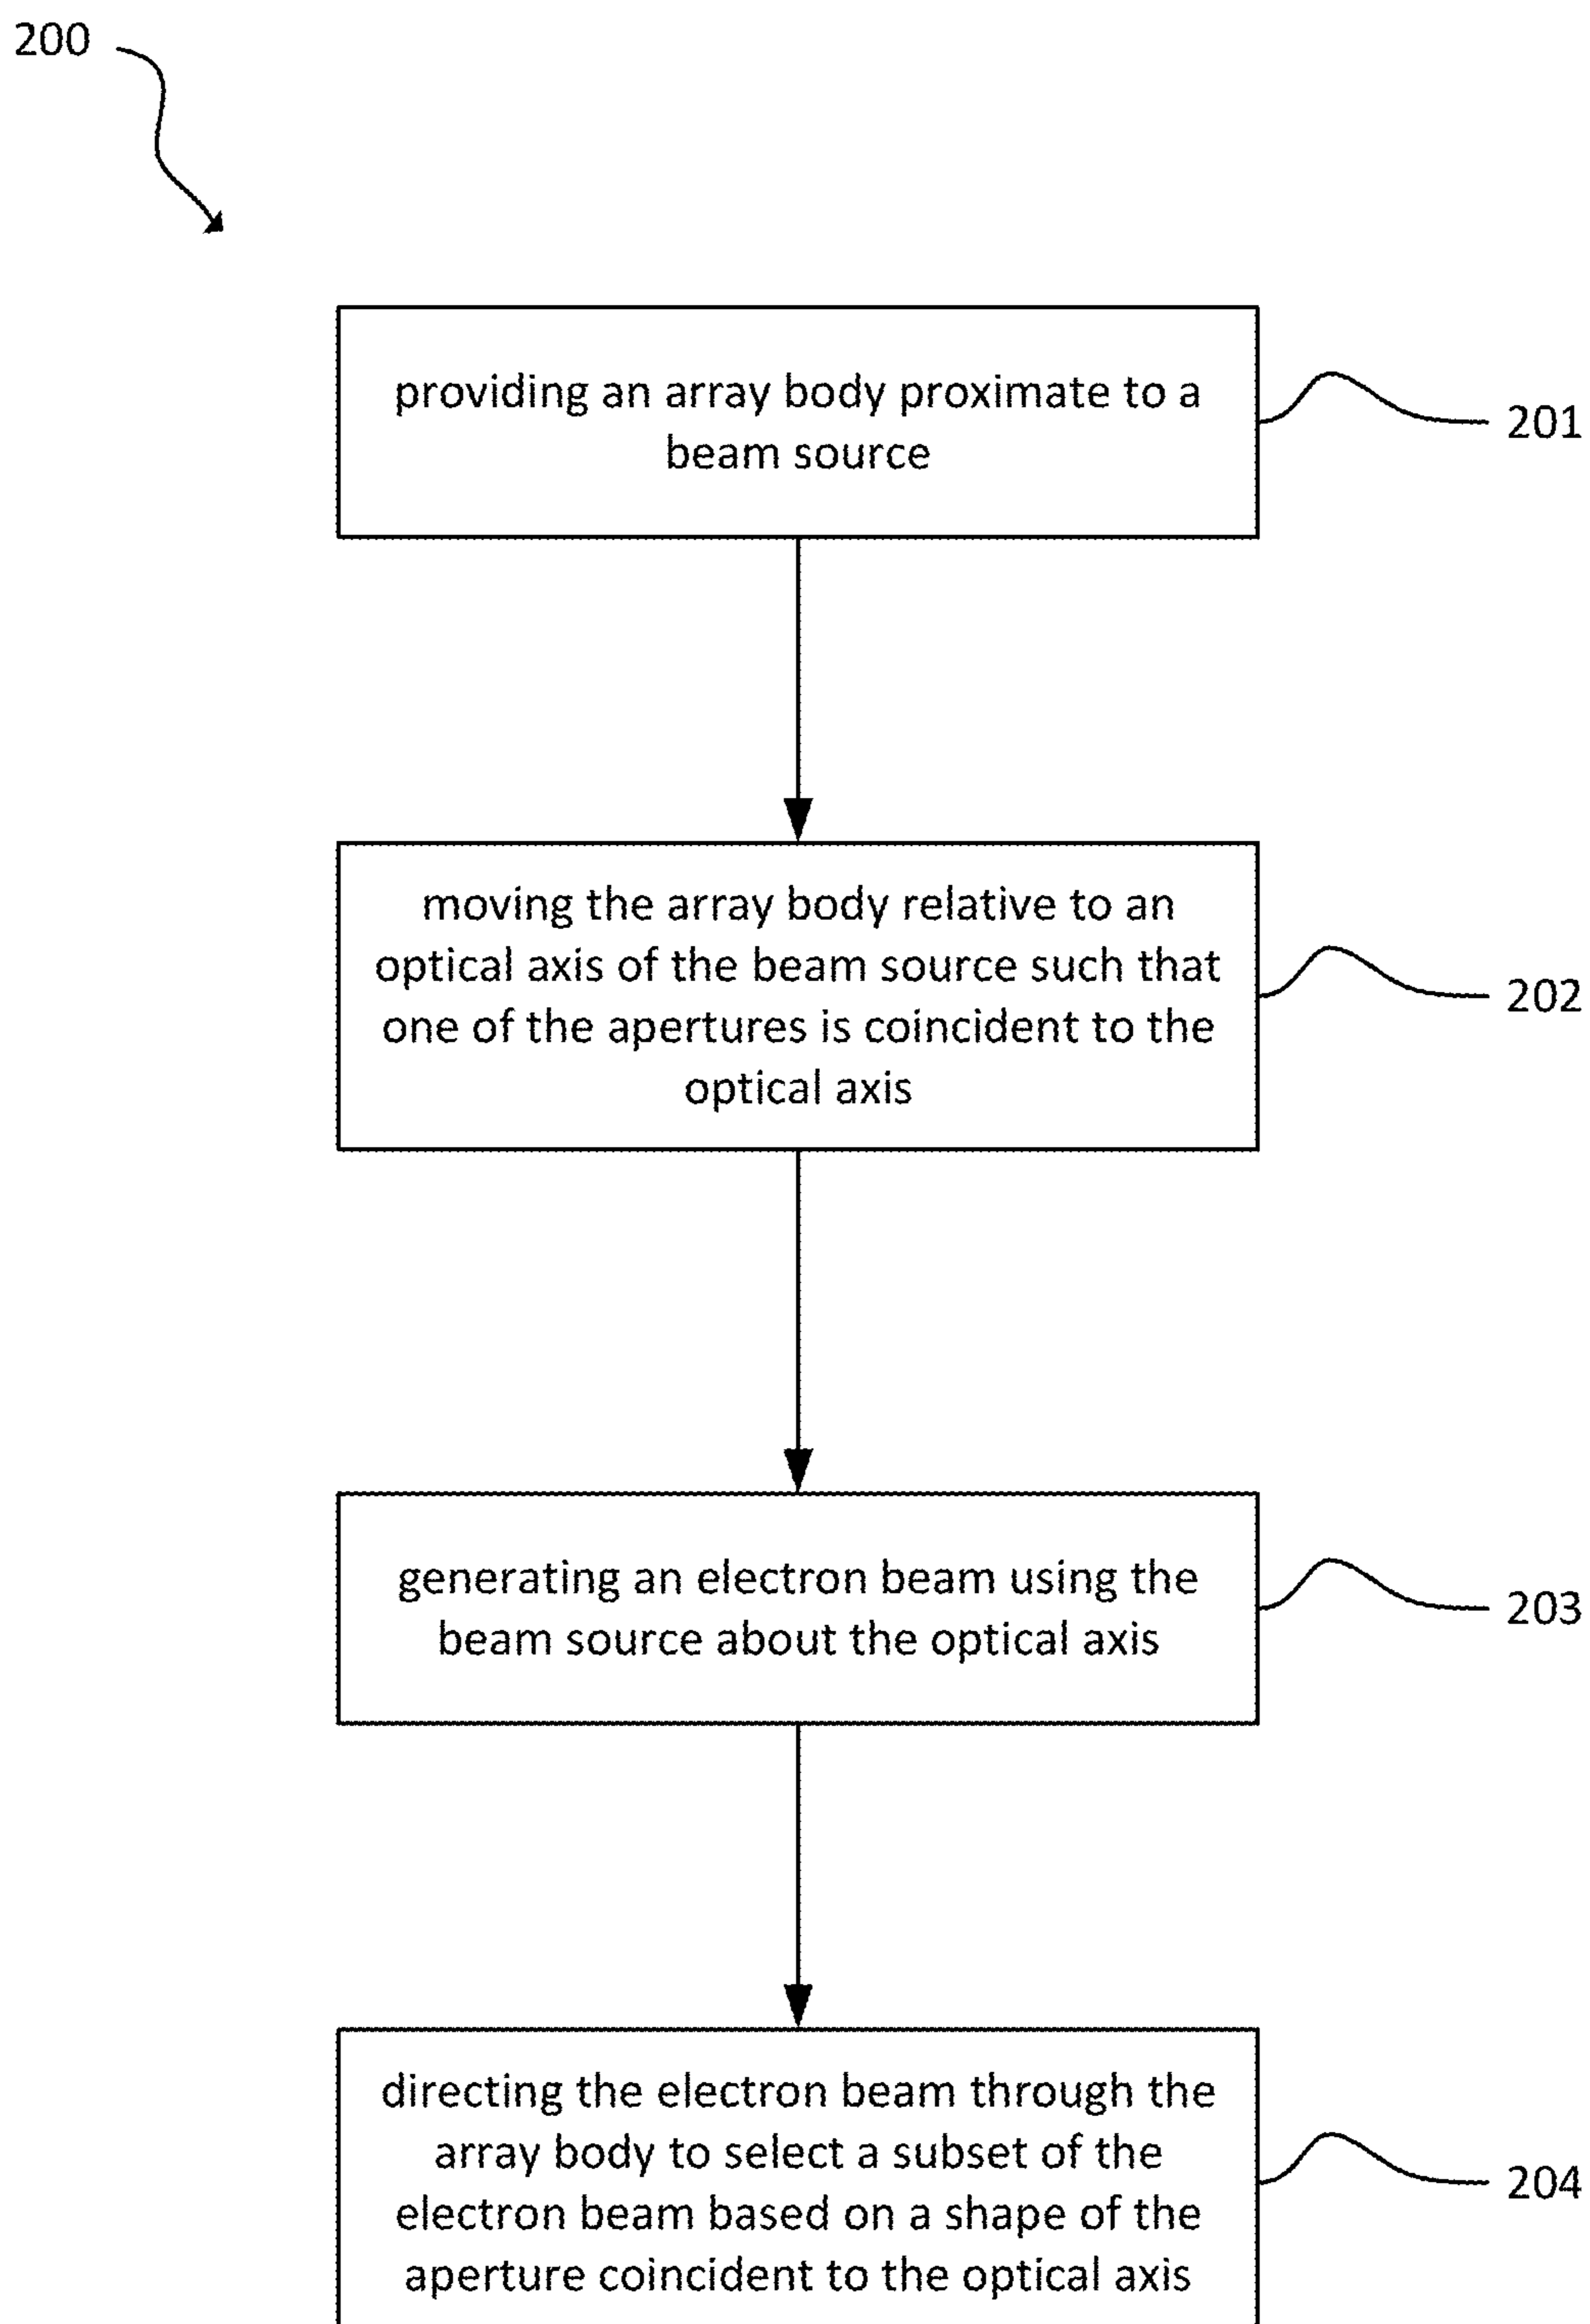 200
providing an array body proximate to a
beam source
201
moving the array body relative to an
optical axis of the beam source such that
one of the apertures is coincident to the
optical axis
202
generating an electron beam using the
beam source about the optical axis
203
directing the electron beam through the
array body to select a subset of the
electron beam based on a shape of the
aperture coincident to the optical axis
204